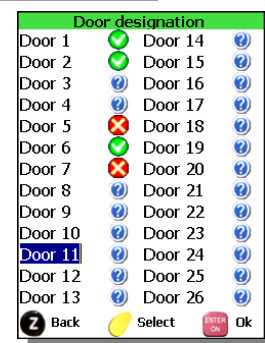 Door designation
Door 1 Door 14
Door 2 Door 15
Door 3 ? Door 16 ?
Door 4 ? Door 17 ?
Door 5 Door 18 ?
Door 6 Door 19 ?
Door 7 Door 20 ?
Door 8 ? Door 21 ?
Door 9 ? Door 22 ?
Door 10 ? Door 23 ?
Door 11 ? Door 24 ?
Door 12 ? Door 25 ?
Door 13 ? Door 26 ?
Z Back Select ENTER ON Ok